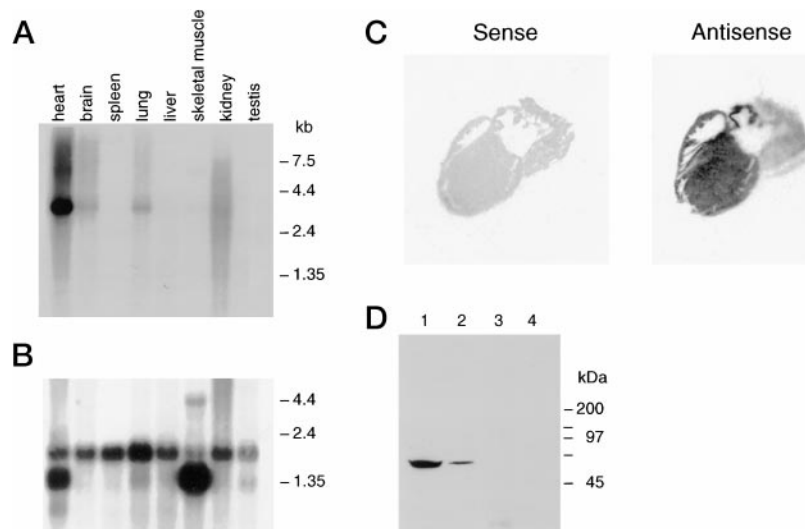 A
heart
brain
spleen
lung
liver
skeletal muscle
kidney
testis
kb
- 7.5
- 4.4
- 2.4
- 1.35
B
- 4.4
- 2.4
- 1.35
C
Sense
Antisense
D
1 2 3 4
kDa
- 200
- 97
- 45